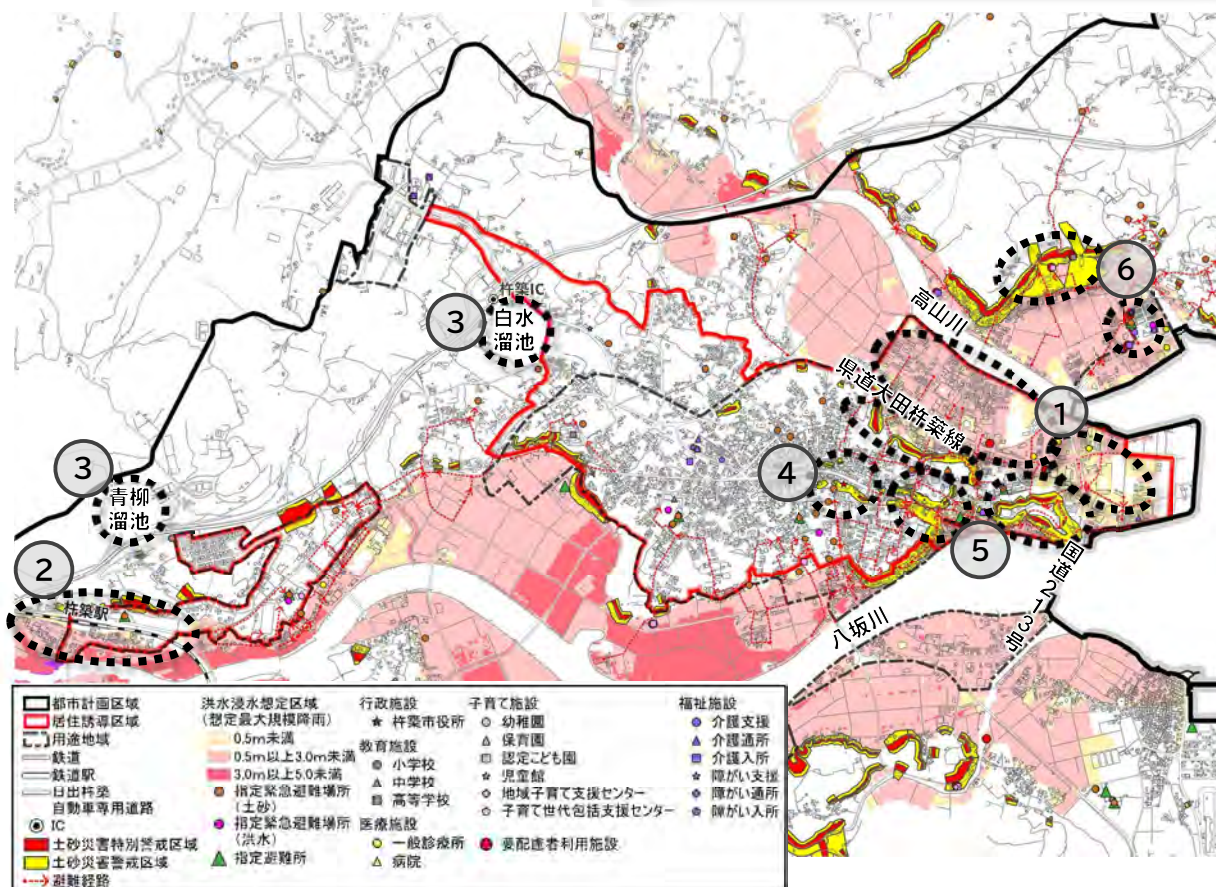 高山川
⑥
杵築IC
③
白水
溜池
県道大田杵築線
①
③
青柳
溜池
④
⑤
国道213号
②
杵築駅
八坂川
都市計画区域
居住誘導区域
用途地域
鉄道
鉄道駅
日出杵築
自動車専用道路
IC
土砂災害特別警戒区域
土砂災害警戒区域
避難経路
洪水浸水想定区域
(想定最大規模降雨)
0.5m未満
0.5m以上3.0m未満
3.0m以上5.0未満
指定緊急避難場所
(土砂)
指定緊急避難場所
(洪水)
指定避難所
行政施設
杵築市役所
教育施設
小学校
中学校
高等学校
医療施設
一般診療所
病院
子育て施設
幼稚園
保育園
認定こども園
児童館
地域子育て支援センター
子育て世代包括支援センター
要配慮者利用施設
福祉施設
介護支援
介護通所
介護入所
障がい支援
障がい通所
障がい入所